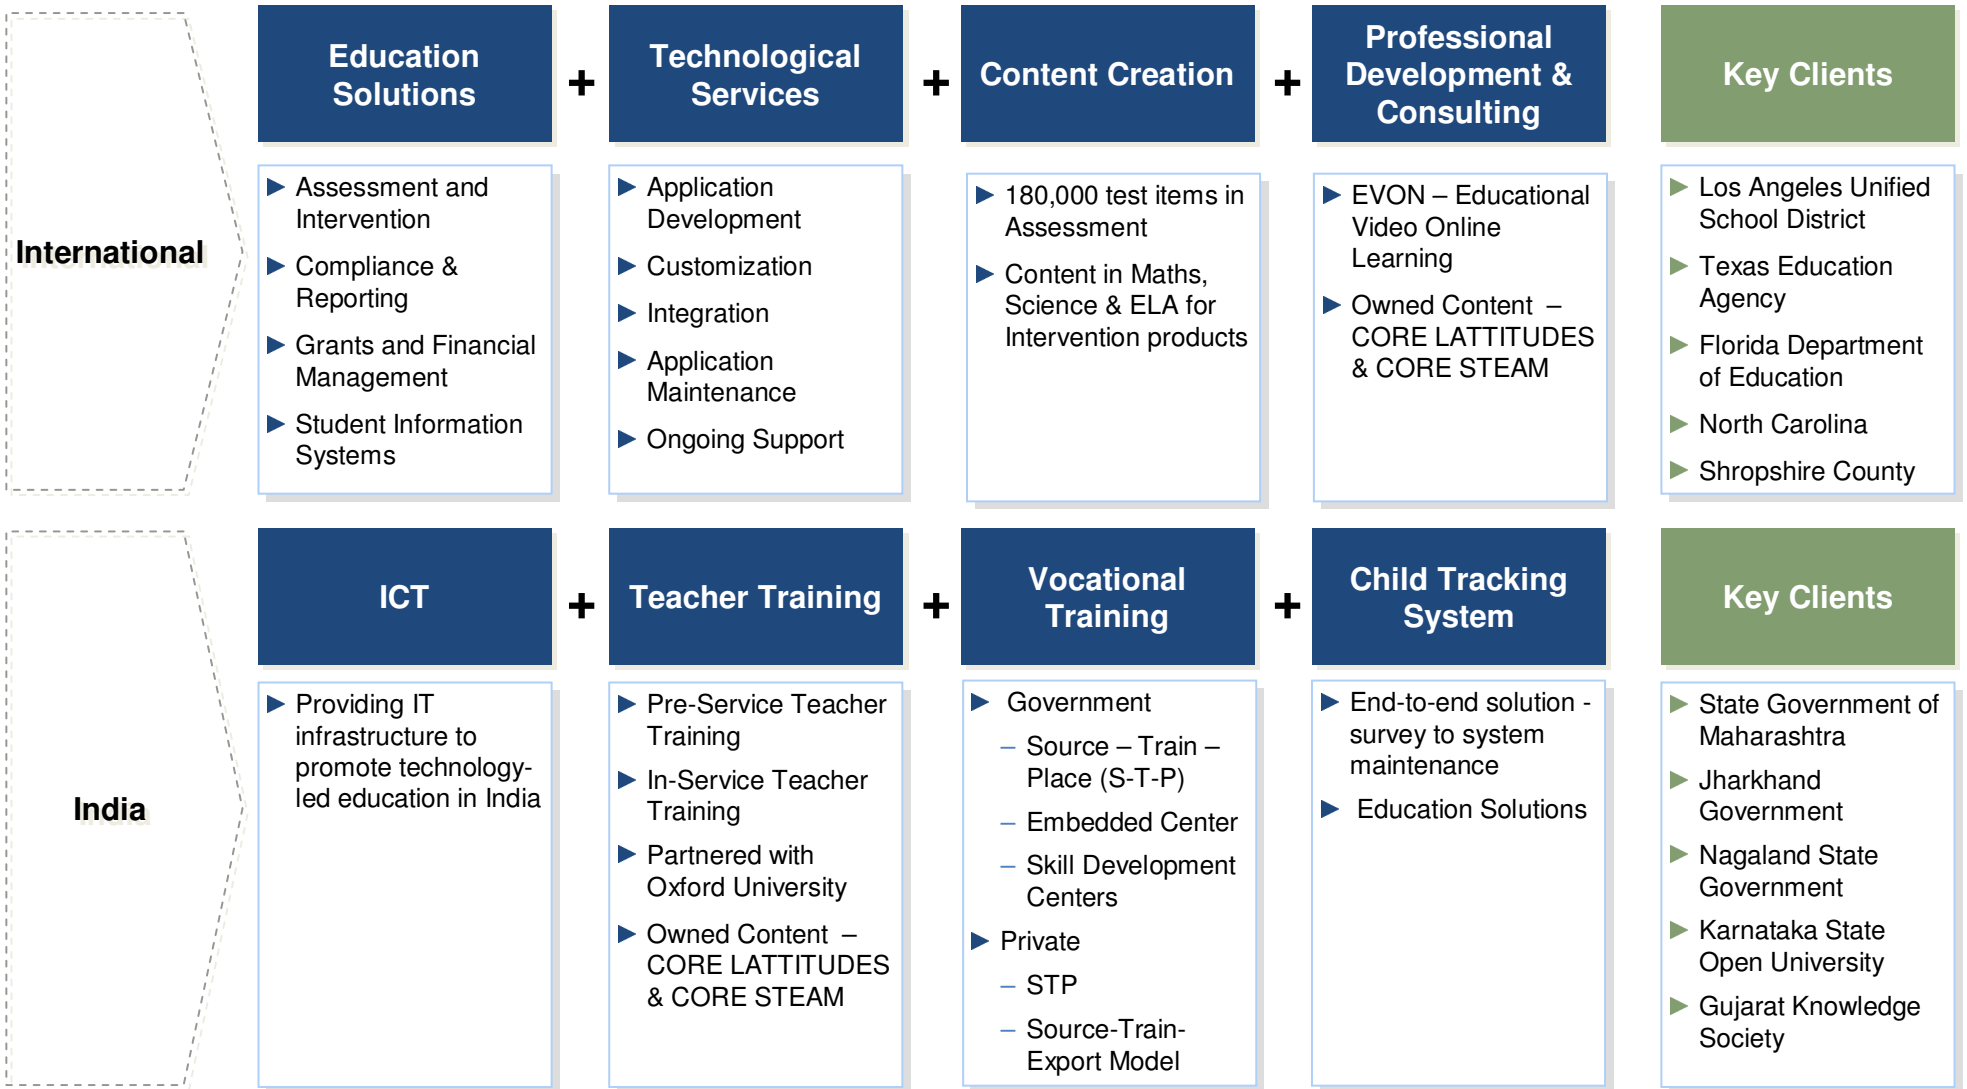 International
Education
Solutions
+
Technological
Services
+
Content Creation
+
Professional
Development &
Consulting
Key Clients
► Assessment and
Intervention
► Compliance &
Reporting
► Grants and Financial
Management
► Student Information
Systems
► Application
Development
► Customization
► Integration
► Application
Maintenance
► Ongoing Support
► 180,000 test items in
Assessment
► Content in Maths,
Science & ELA for
Intervention products
► EVON – Educational
Video Online
Learning
► Owned Content –
CORE LATTITUDES
& CORE STEAM
► Los Angeles Unified
School District
► Texas Education
Agency
► Florida Department
of Education
► North Carolina
► Shropshire County
India
ICT
+
Teacher Training
+
Vocational
Training
+
Child Tracking
System
Key Clients
► Providing IT
infrastructure to
promote technology-
led education in India
► Pre-Service Teacher
Training
► In-Service Teacher
Training
► Partnered with
Oxford University
► Owned Content –
CORE LATTITUDES
& CORE STEAM
► Government
– Source – Train –
Place (S-T-P)
– Embedded Center
– Skill Development
Centers
► Private
– STP
– Source-Train-
Export Model
► End-to-end solution -
survey to system
maintenance
► Education Solutions
► State Government of
Maharashtra
► Jharkhand
Government
► Nagaland State
Government
► Karnataka State
Open University
► Gujarat Knowledge
Society